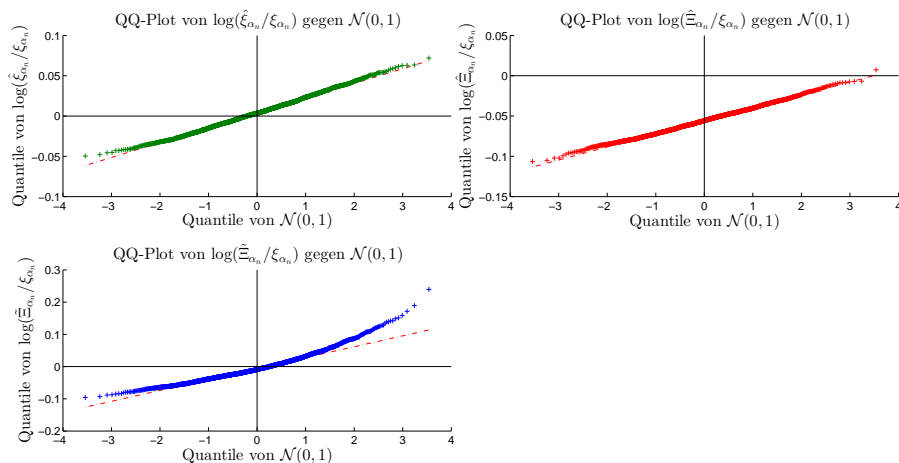 QQ-Plot von log(ξ̂_{α_n}/ξ_{α_n}) gegen 𝒩(0, 1)
Quantile von log(ξ̂_{α_n}/ξ_{α_n})
0.1
0.05
0
−0.05
−0.1
−4 −3 −2 −1 0 1 2 3 4
Quantile von 𝒩(0, 1)
QQ-Plot von log(Ξ̂_{α_n}/ξ_{α_n}) gegen 𝒩(0, 1)
Quantile von log(Ξ̂_{α_n}/ξ_{α_n})
0.05
0
−0.05
−0.1
−0.15
−4 −3 −2 −1 0 1 2 3 4
Quantile von 𝒩(0, 1)
QQ-Plot von log(Ξ̃_{α_n}/ξ_{α_n}) gegen 𝒩(0, 1)
Quantile von log(Ξ̃_{α_n}/ξ_{α_n})
0.3
0.2
0.1
0
−0.1
−0.2
−4 −3 −2 −1 0 1 2 3 4
Quantile von 𝒩(0, 1)